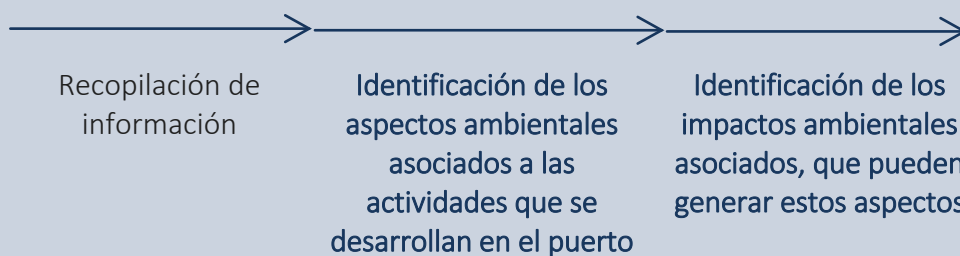 Recopilación de
información
Identificación de los
aspectos ambientales
asociados a las
actividades que se
desarrollan en el puerto
Identificación de los
impactos ambientales
asociados, que pueden
generar estos aspectos